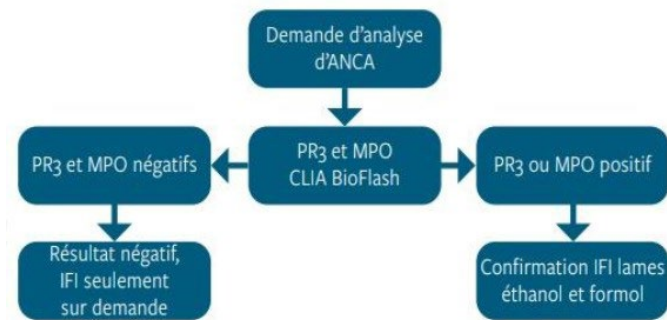 Demande d'analyse
d'ANCA
PR3 et MPO négatifs
PR3 et MPO
CLIA BioFlash
PR3 ou MPO positif
Résultat négatif,
IFI seulement
sur demande
Confirmation IFI lames
éthanol et formol